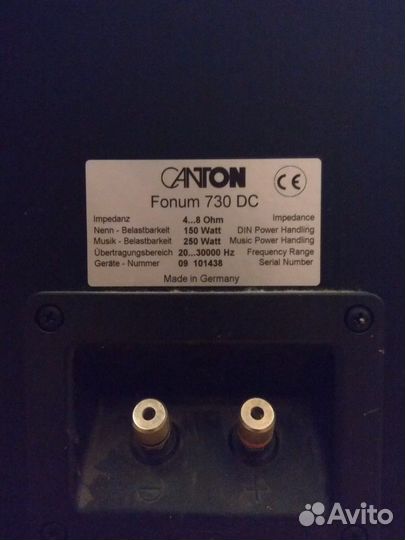 CANTON
CE
Fonum 730 DC
Impedanz 4...8 Ohm Impedance
Nenn - Belastbarkeit 150 Watt DIN Power Handling
Musik - Belastbarkeit 250 Watt Music Power Handling
Übertragungsbereich 20...30000 Hz Frequency Range
Geräte - Nummer 09 101438 Serial Number
Made in Germany
- +
Avito